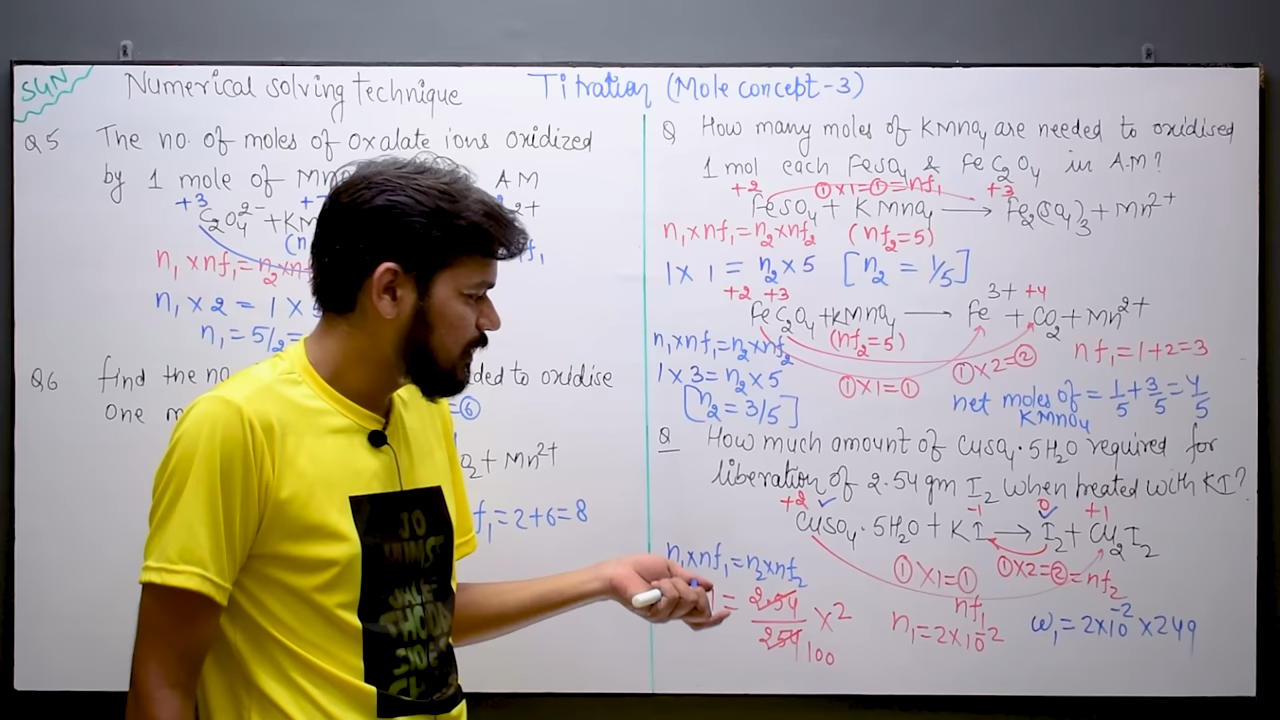 SGN
Numerical solving technique
Titration (Mole concept-3)
Q5 The no. of moles of oxalate ions oxidized
by 1 mole of AM
+3
C₂O₄²⁻ + KM
n₁ × nf₁ = n₂ × nf
n₁ × 2 = 1 ×
n₁ = 5/2 =
Q6 find the no ded to oxidise
one
= ⑥
+ Mn²⁺
f₁ = 2+6 = 8
Q How many moles of KMnO₄ are needed to oxidised
1 mol each FeSO₄ & FeC₂O₄ in A.M?
+2 ①×1=①=nf₁ +3
FeSO₄ + KMnO₄ → Fe₂(SO₄)₃ + Mn²⁺
n₁ × nf₁ = n₂ × nf₂ (nf₂=5)
1 × 1 = n₂ × 5 [n₂ = 1/5]
+2 +3 +4
FeC₂O₄ + KMnO₄ → Fe³⁺ + CO₂ + Mn²⁺
n₁ × nf₁ = n₂ × nf₂ (nf₂=5)
①×2=② nf₁ = 1+2 = 3
1 × 3 = n₂ × 5 ①×1=①
[n₂ = 3/5] net moles of KMnO₄ = 1/5 + 3/5 = 4/5
Q How much amount of CuSO₄·5H₂O required for
liberation of 2.54 gm I₂ when treated with KI?
+2 -1 0 +1
CuSO₄·5H₂O + KI → I₂ + Cu₂I₂
n₁ × nf₁ = n₂ × nf₂ ①×1=① ①×2=②=nf₂
nf₁
= 2.54/254 × 2 n₁ = 2×10⁻² ω₁ = 2×10⁻² × 249
100